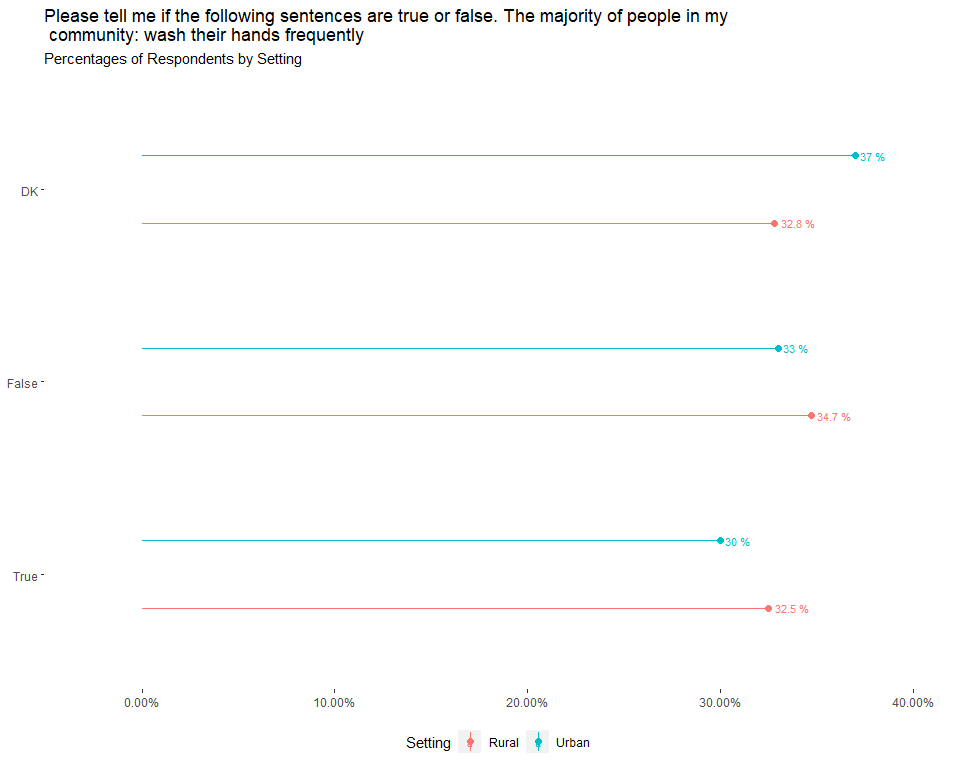 Please tell me if the following sentences are true or false. The majority of people in my
community: wash their hands frequently
Percentages of Respondents by Setting
37 %
DK
32.8 %
33 %
False
34.7 %
30 %
True
32.5 %
0.00% 10.00% 20.00% 30.00% 40.00%
Setting Rural Urban